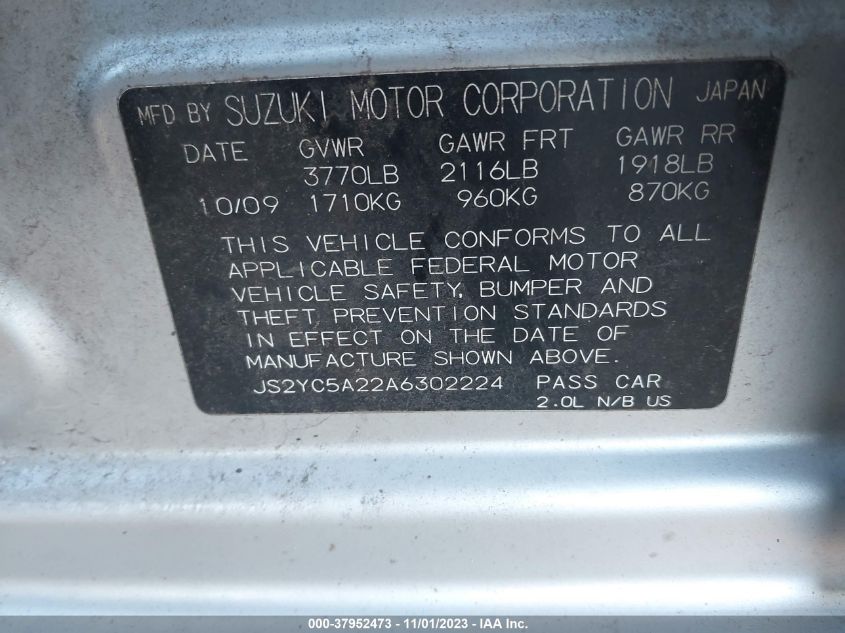 MFD BY SUZUKI MOTOR CORPORATION JAPAN
DATE GVWR GAWR FRT GAWR RR
3770LB 2116LB 1918LB
10/09 1710KG 960KG 870KG
THIS VEHICLE CONFORMS TO ALL
APPLICABLE FEDERAL MOTOR
VEHICLE SAFETY, BUMPER AND
THEFT PREVENTION STANDARDS
IN EFFECT ON THE DATE OF
MANUFACTURE SHOWN ABOVE.
JS2YC5A22A6302224 PASS CAR
2.0L N/B US
000-37952473 - 11/01/2023 - IAA Inc.